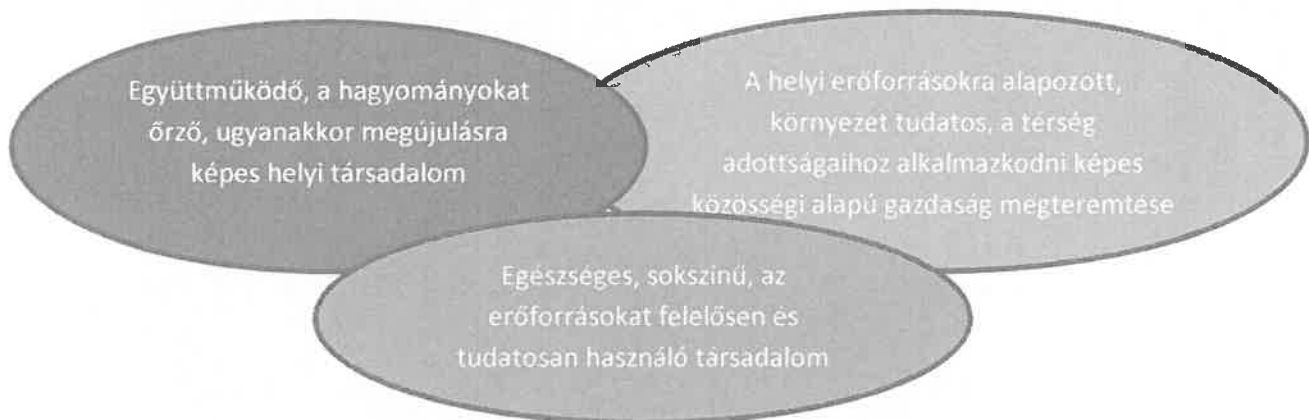 Együttműködő, a hagyományokat
őrző, ugyanakkor megújulásra
képes helyi társadalom
A helyi erőforrásokra alapozott,
környezet tudatos, a térség
adottságaihoz alkalmazkodni képes
közösségi alapú gazdaság megteremtése
Egészséges, sokszínű, az
erőforrásokat felelősen és
tudatosan használó társadalom